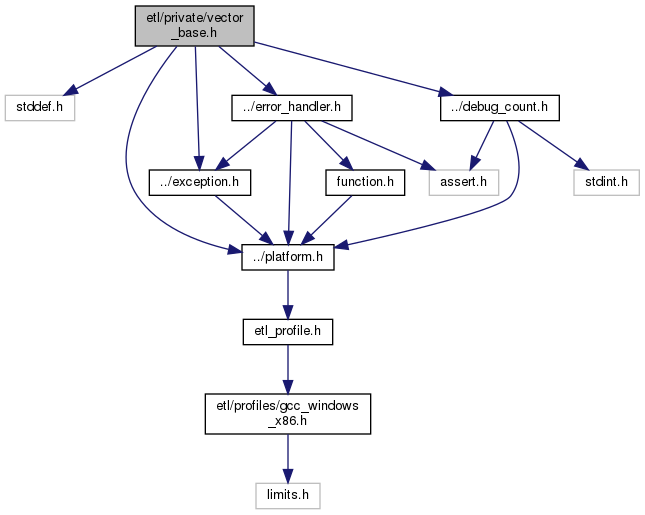 etl/private/vector
_base.h
stddef.h
../error_handler.h
../debug_count.h
../exception.h
function.h
assert.h
stdint.h
../platform.h
etl_profile.h
etl/profiles/gcc_windows
_x86.h
limits.h